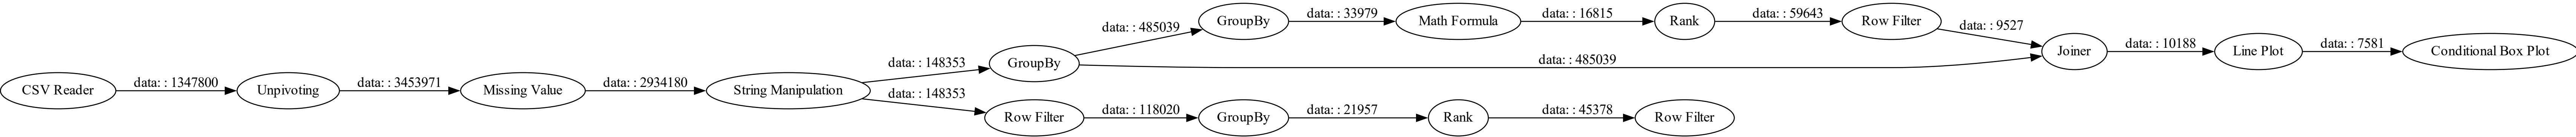 CSV Reader
data: : 1347800
Unpivoting
data: : 3453971
Missing Value
data: : 2934180
String Manipulation
data: : 148353
GroupBy
data: : 485039
GroupBy
data: : 33979
Math Formula
data: : 16815
Rank
data: : 59643
Row Filter
data: : 9527
data: : 485039
Joiner
data: : 10188
Line Plot
data: : 7581
Conditional Box Plot
data: : 148353
Row Filter
data: : 118020
GroupBy
data: : 21957
Rank
data: : 45378
Row Filter